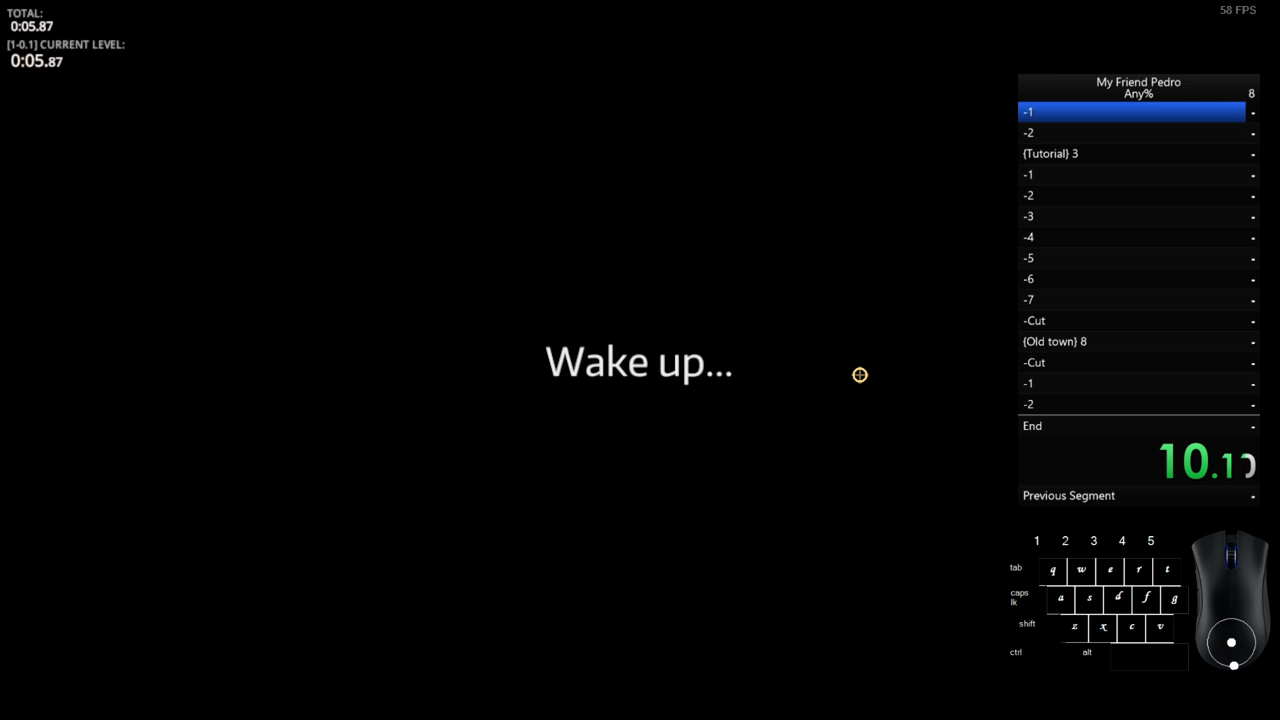 TOTAL:
0:05.87
[1-0.1] CURRENT LEVEL:
0:05.87
58 FPS
My Friend Pedro
Any% 8
-1 -
-2 -
{Tutorial} 3 -
-1 -
-2 -
-3 -
-4 -
-5 -
-6 -
-7 -
-Cut -
{Old town} 8 -
-Cut -
-1 -
-2 -
End -
Wake up...
Previous Segment -
1 2 3 4 5
tab q w e r t
caps lk a s d f g
shift z x c v
ctrl alt